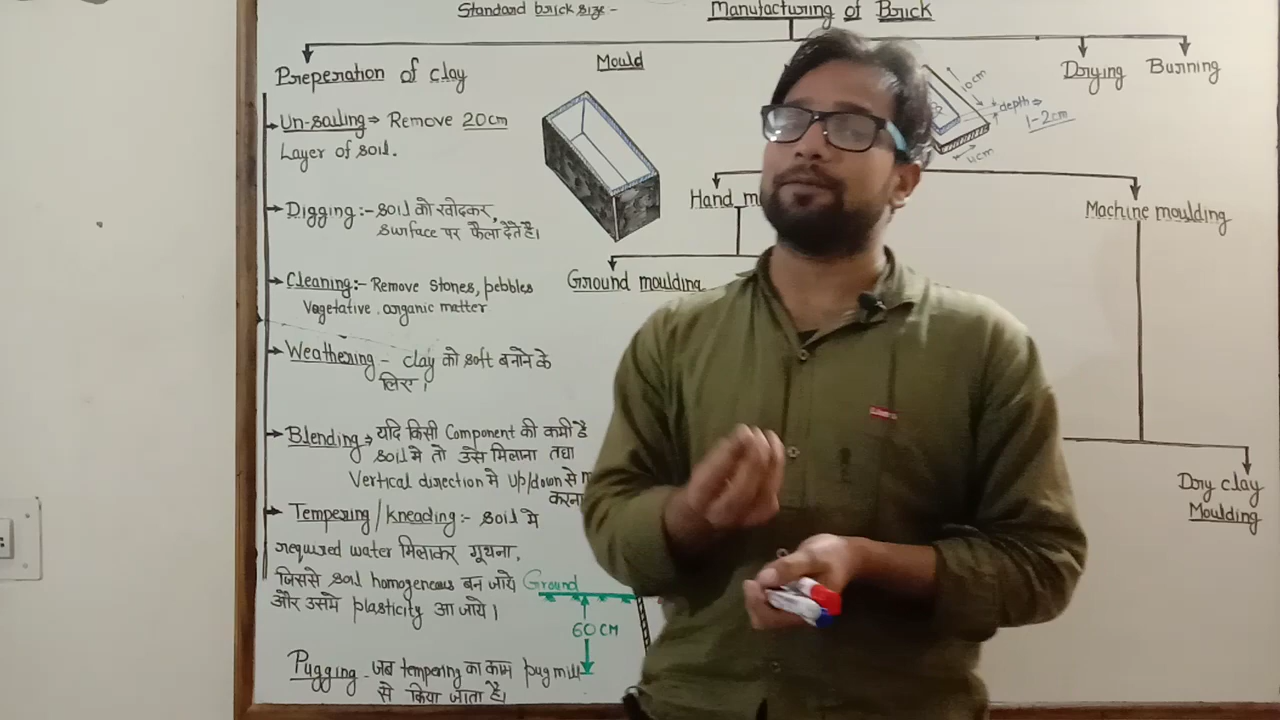 Standard brick size -
Manufacturing of Brick
Preperation of clay
Mould
Drying
Burning
Un-soiling ⇒ Remove 20cm
Layer of soil.
10cm
depth ⇒
1-2cm
4cm
Digging :- soil को खोदकर,
surface पर फैला देते है।
Hand
Machine moulding
Cleaning :- Remove stones, pebbles
Vegetative, organic matter
Ground moulding
Weathering - clay को soft बनाने के
लिए।
Blending → यदि किसी Component की कमी है
soil मे तो उसे मिलाना तथा
Vertical direction मे up/down से
करना
Dry clay
Moulding
Tempering / kneading :- soil मे
required water मिलाकर गूथना,
जिससे soil homogeneous बन जाये
और उसमे plasticity आ जाये।
Ground
60 CM
Pugging - जब tempering का काम pug mill
से किया जाता है।